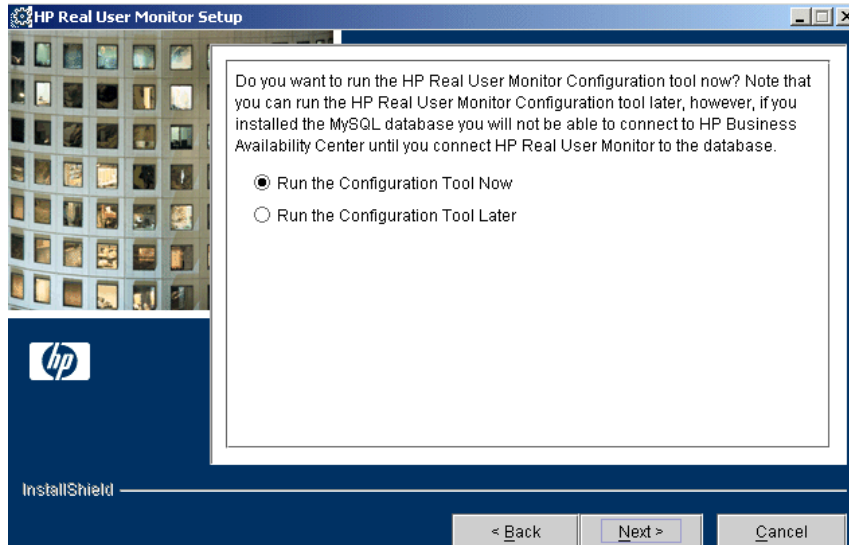 HP Real User Monitor Setup
Do you want to run the HP Real User Monitor Configuration tool now? Note that
you can run the HP Real User Monitor Configuration tool later, however, if you
installed the MySQL database you will not be able to connect to HP Business
Availability Center until you connect HP Real User Monitor to the database.
Run the Configuration Tool Now
Run the Configuration Tool Later
hp
InstallShield
< Back
Next >
Cancel